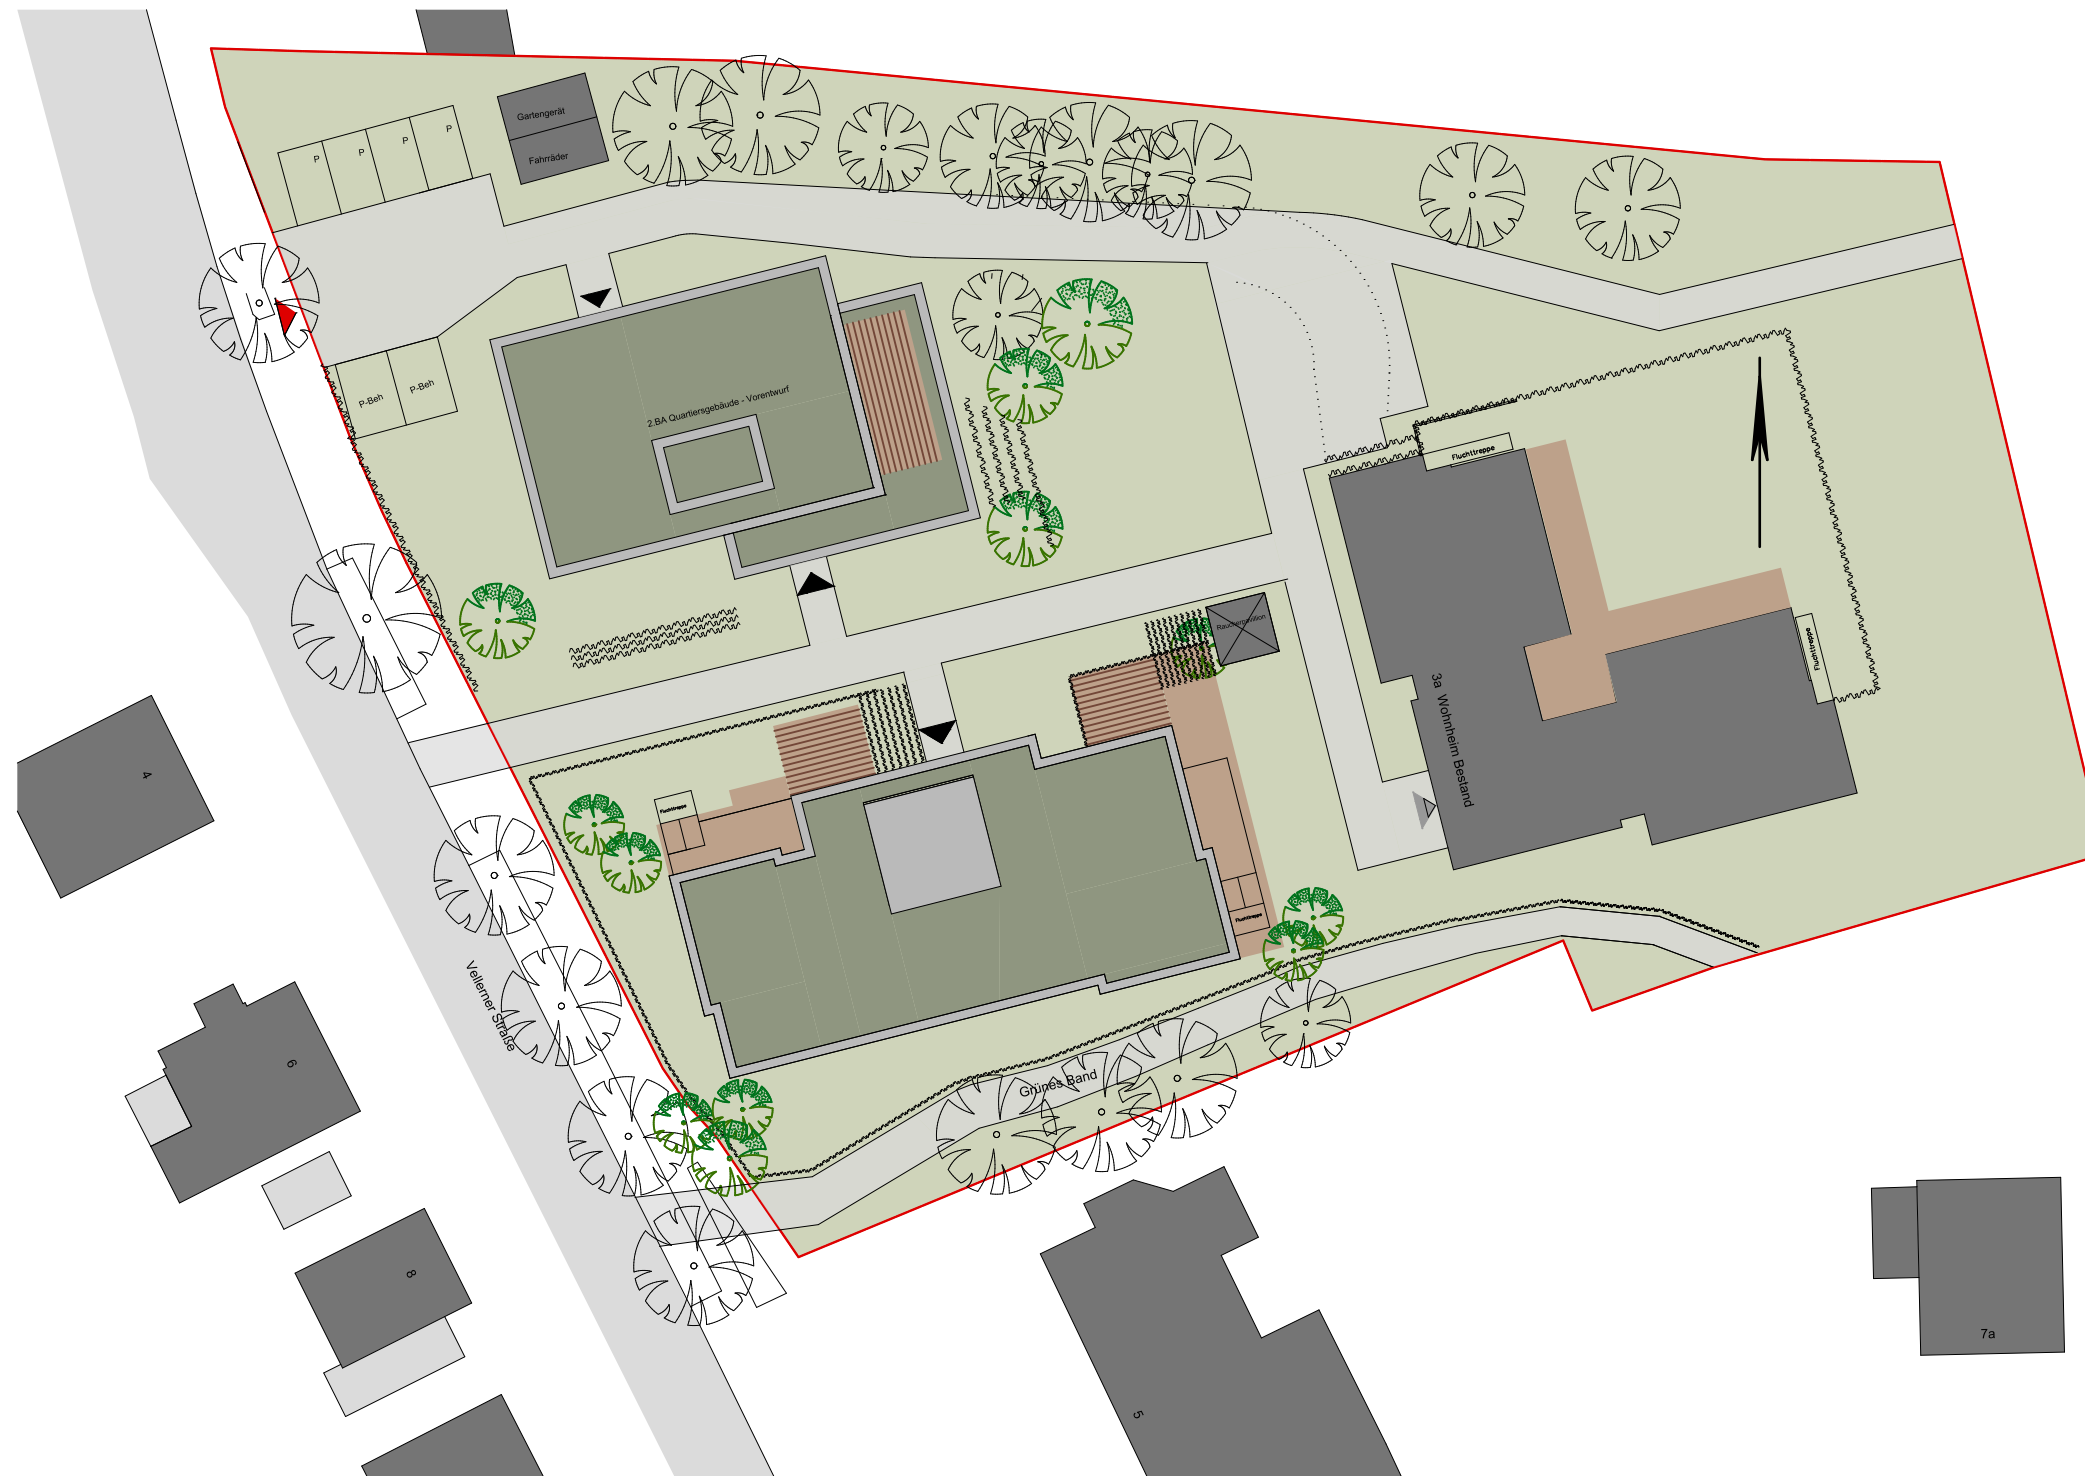 P
P
P
P
Gartengerät
Fahrräder
P-Beh
P-Beh
2.BA Quartiersgebäude - Vorentwurf
Fluchttreppe
Raucherpavillon
Fluchttreppe
3a Wohnheim Bestand
4
Fluchttreppe
Fluchttreppe
Vellerner Straße
6
Grünes Band
8
7a
5